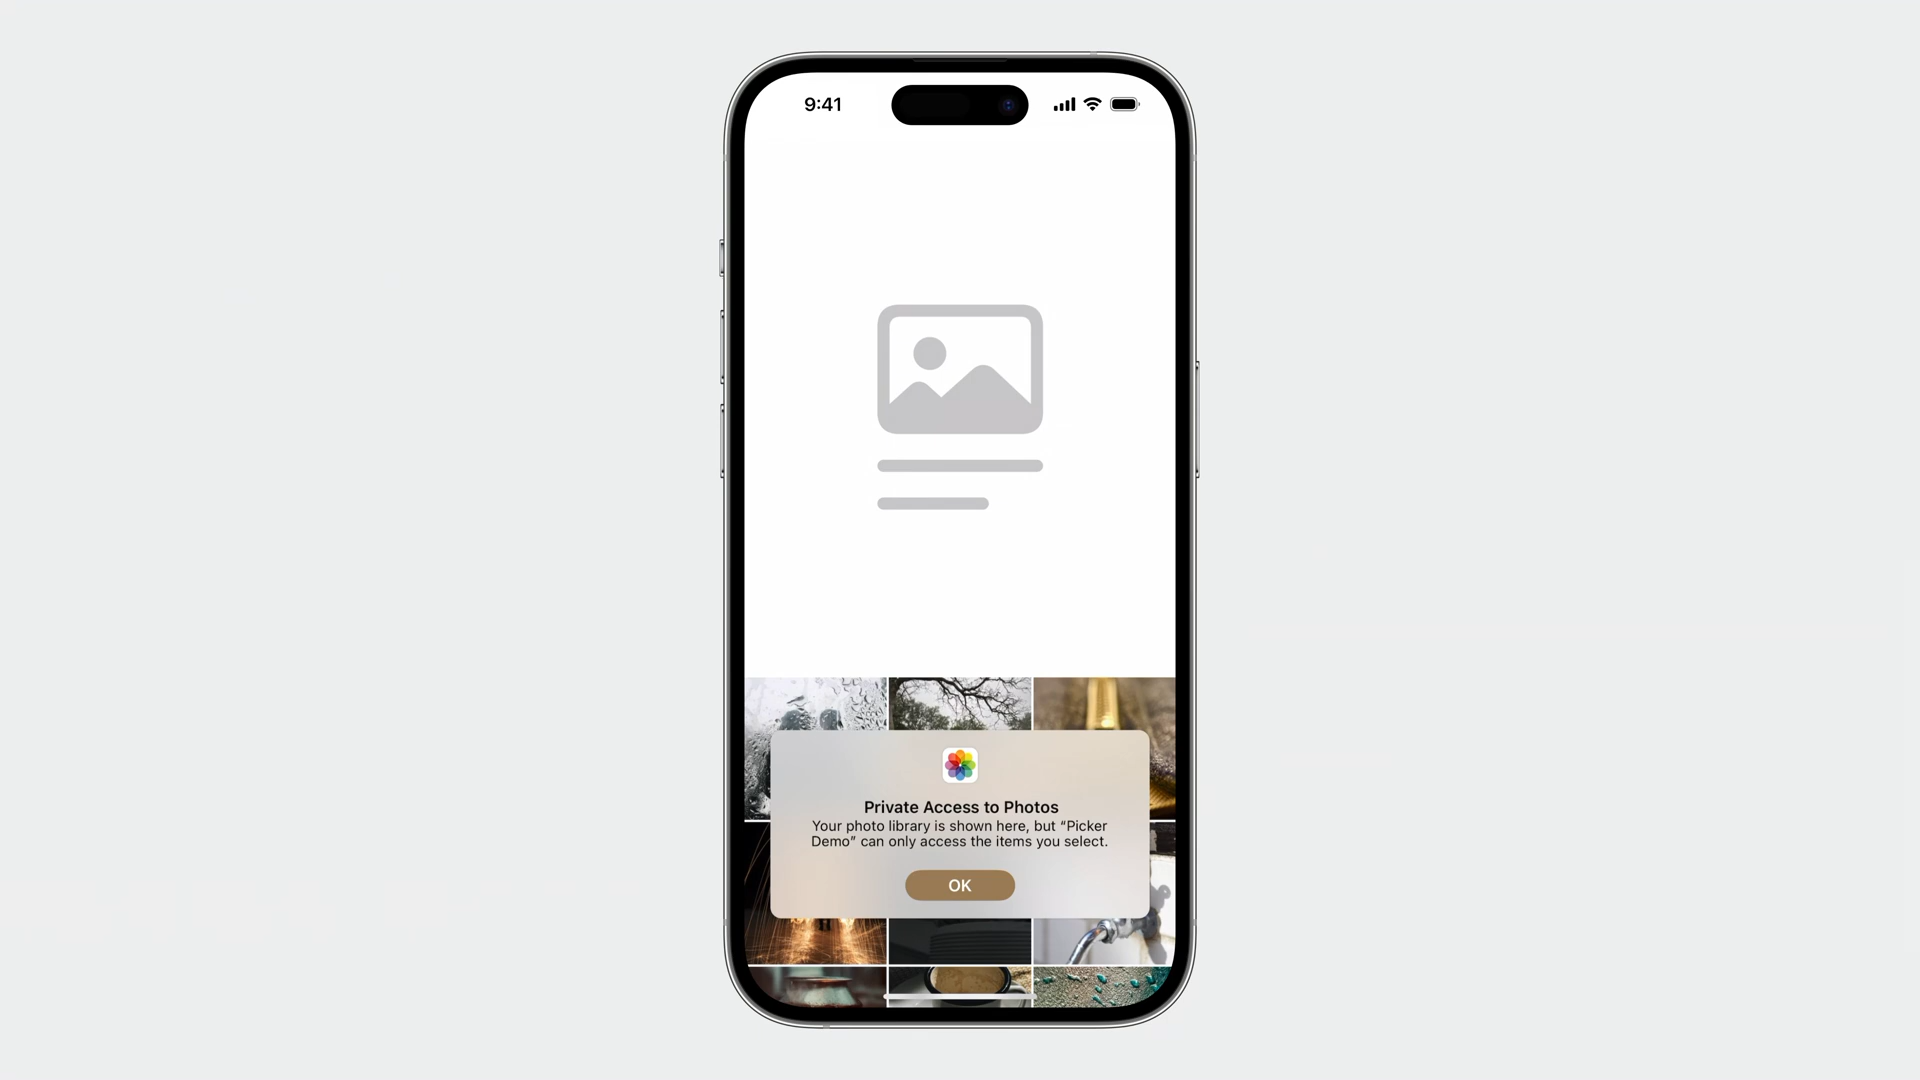 9:41
Private Access to Photos
Your photo library is shown here, but “Picker
Demo” can only access the items you select.
OK